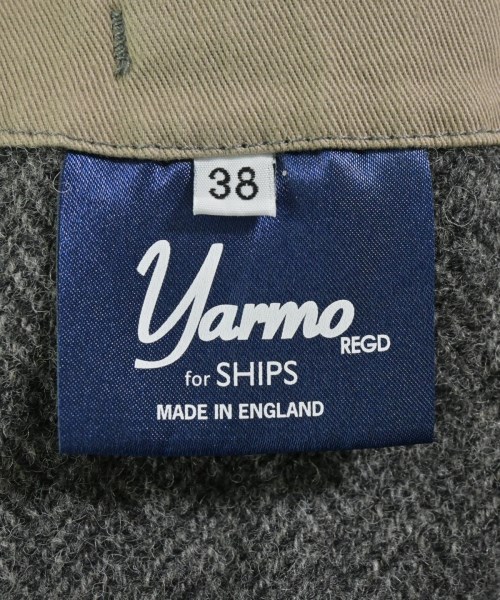 38
Yarmo
REGD
for SHIPS
MADE IN ENGLAND